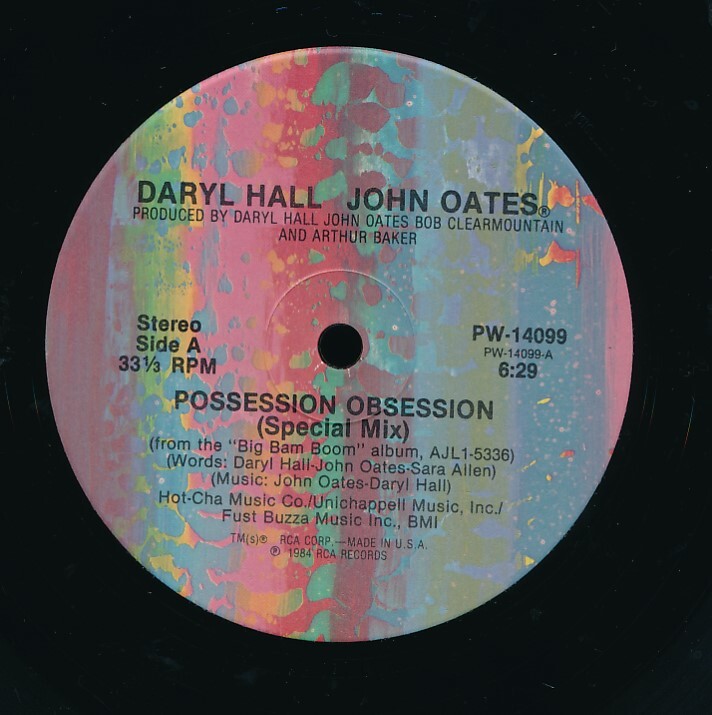 DARYL HALL JOHN OATES®
PRODUCED BY DARYL HALL JOHN OATES BOB CLEARMOUNTAIN
AND ARTHUR BAKER
Stereo
Side A
33⅓ RPM
PW-14099
PW-14099-A
6:29
POSSESSION OBSESSION
(Special Mix)
(from the "Big Bam Boom" album, AJL1-5336)
(Words: Daryl Hall-John Oates-Sara Allen)
(Music: John Oates-Daryl Hall)
Hot-Cha Music Co./Unichappell Music, Inc./
Fust Buzza Music Inc., BMI
TM(s)® RCA CORP.—MADE IN U.S.A.
℗ 1984 RCA RECORDS